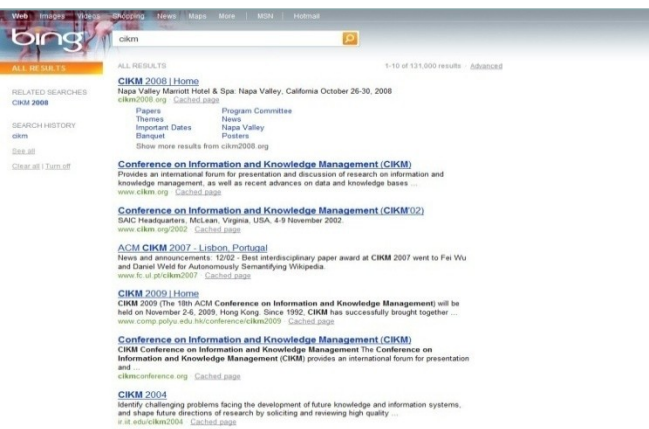 Web Images Videos Shopping News Maps More | MSN Hotmail
bing
cikm
ALL RESULTS
ALL RESULTS
1-10 of 131,000 results · Advanced
RELATED SEARCHES
CIKM 2008
SEARCH HISTORY
cikm
See all
Clear all | Turn off
CIKM 2008 | Home
Napa Valley Marriott Hotel & Spa: Napa Valley, California October 26-30, 2008
cikm2008.org · Cached page
Papers Program Committee
Themes News
Important Dates Napa Valley
Banquet Posters
Show more results from cikm2008.org
Conference on Information and Knowledge Management (CIKM)
Provides an international forum for presentation and discussion of research on information and
knowledge management, as well as recent advances on data and knowledge bases ...
www.cikm.org · Cached page
Conference on Information and Knowledge Management (CIKM'02)
SAIC Headquarters, McLean, Virginia, USA, 4-9 November 2002.
www.cikm.org/2002 · Cached page
ACM CIKM 2007 - Lisbon, Portugal
News and announcements: 12/02 - Best interdisciplinary paper award at CIKM 2007 went to Fei Wu
and Daniel Weld for Autonomously Semantifying Wikipedia.
www.fc.ul.pt/cikm2007 · Cached page
CIKM 2009 | Home
CIKM 2009 (The 18th ACM Conference on Information and Knowledge Management) will be
held on November 2-6, 2009, Hong Kong. Since 1992, CIKM has successfully brought together ...
www.comp.polyu.edu.hk/conference/cikm2009 · Cached page
Conference on Information and Knowledge Management (CIKM)
CIKM Conference on Information and Knowledge Management The Conference on
Information and Knowledge Management (CIKM) provides an international forum for presentation
and ...
cikmconference.org · Cached page
CIKM 2004
Identify challenging problems facing the development of future knowledge and information systems,
and shape future directions of research by soliciting and reviewing high quality ...
ir.iit.edu/cikm2004 · Cached page